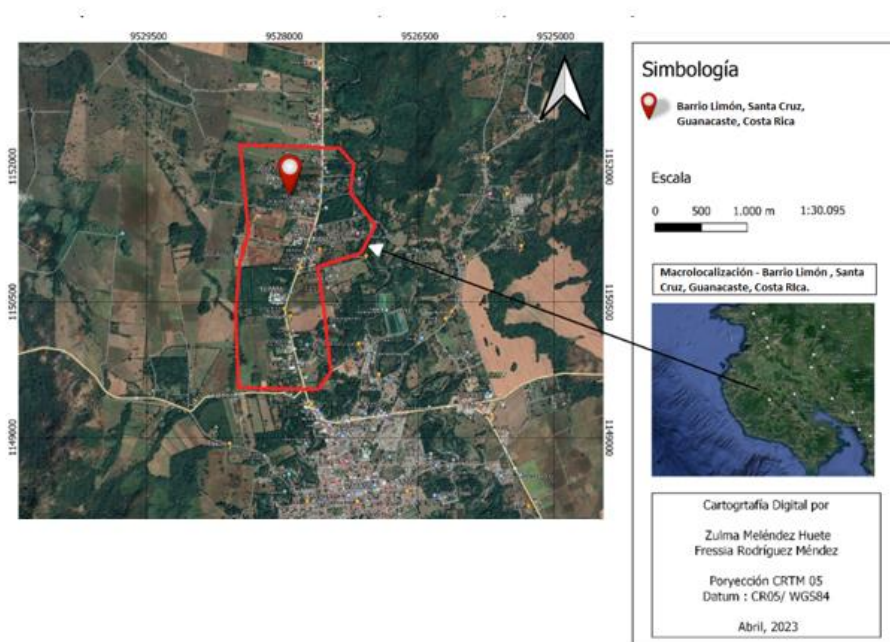 9529500
9528000
9526500
9525000
1152000
1150500
1149000
1152000
1150500
1149000
Simbología
Barrio Limón, Santa Cruz,
Guanacaste, Costa Rica
Escala
0 500 1.000 m 1:30.095
Macrolocalización - Barrio Limón , Santa
Cruz, Guanacaste, Costa RIca.
Cartogrtafía Digital por
Zulma Meléndez Huete
Fressia Rodríguez Méndez
Poryección CRTM 05
Datum : CR05/ WGS84
Abril, 2023